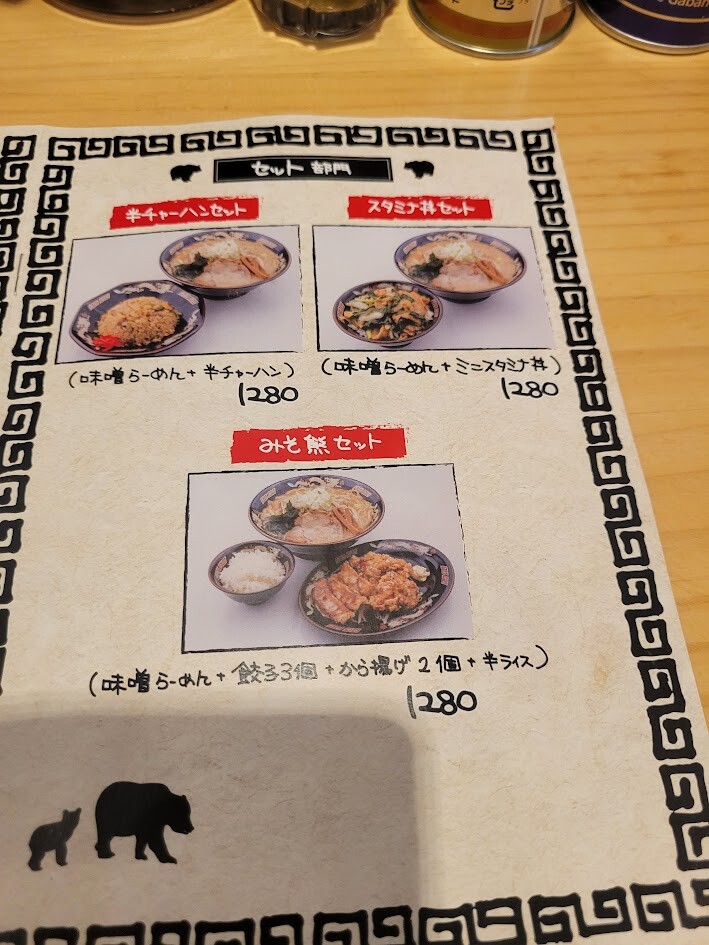 プラ
Gaban
セット部門
半チャーハンセット
スタミナ丼セット
(味噌らーめん+半チャーハン)
1280
(味噌らーめん+ミニスタミナ丼)
1280
みそ熊セット
(味噌らーめん+餃子3個+から揚げ2個+半ライス)
1280